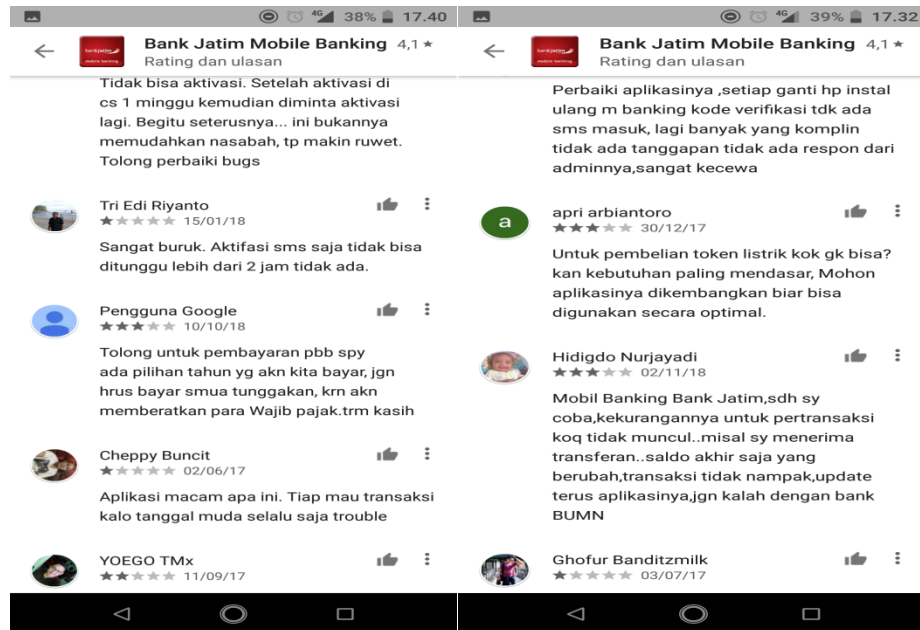 4G 38% 17.40
Bank Jatim Mobile Banking 4,1★
Rating dan ulasan
Tidak bisa aktivasi. Setelah aktivasi di
cs 1 minggu kemudian diminta aktivasi
lagi. Begitu seterusnya... ini bukannya
memudahkan nasabah, tp makin ruwet.
Tolong perbaiki bugs
Tri Edi Riyanto
★★★★★ 15/01/18
Sangat buruk. Aktifasi sms saja tidak bisa
ditunggu lebih dari 2 jam tidak ada.
Pengguna Google
★★★★★ 10/10/18
Tolong untuk pembayaran pbb spy
ada pilihan tahun yg akn kita bayar, jgn
hrus bayar smua tunggakan, krn akn
memberatkan para Wajib pajak.trm kasih
Cheppy Buncit
★★★★★ 02/06/17
Aplikasi macam apa ini. Tiap mau transaksi
kalo tanggal muda selalu saja trouble
YOEGO TMx
★★★★★ 11/09/17
4G 39% 17.32
Bank Jatim Mobile Banking 4,1★
Rating dan ulasan
Perbaiki aplikasinya ,setiap ganti hp instal
ulang m banking kode verifikasi tdk ada
sms masuk, lagi banyak yang komplin
tidak ada tanggapan tidak ada respon dari
adminnya,sangat kecewa
a
apri arbiantoro
★★★★★ 30/12/17
Untuk pembelian token listrik kok gk bisa?
kan kebutuhan paling mendasar, Mohon
aplikasinya dikembangkan biar bisa
digunakan secara optimal.
Hidigdo Nurjayadi
★★★★★ 02/11/18
Mobil Banking Bank Jatim,sdh sy
coba,kekurangannya untuk pertransaksi
koq tidak muncul..misal sy menerima
transferan..saldo akhir saja yang
berubah,transaksi tidak nampak,update
terus aplikasinya,jgn kalah dengan bank
BUMN
Ghofur Banditzmilk
★★★★★ 03/07/17